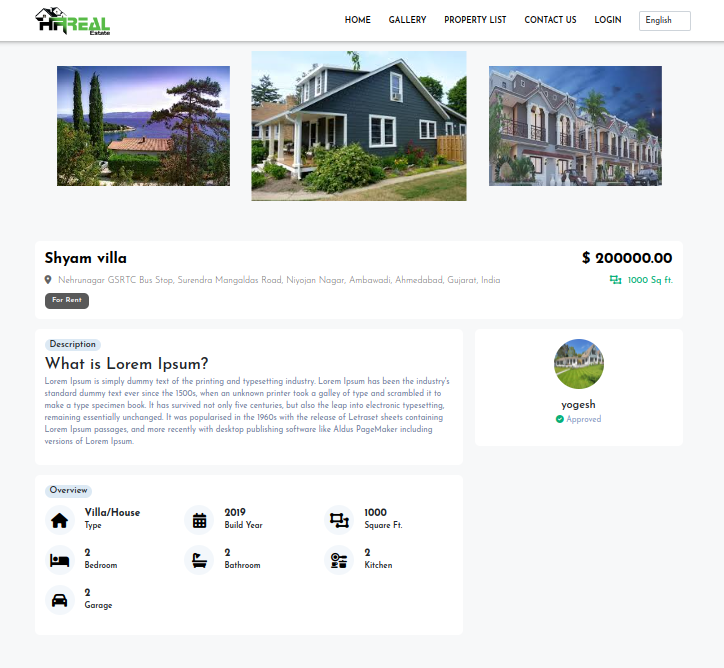 AAREAL
Estate
HOME GALLERY PROPERTY LIST CONTACT US LOGIN English
Shyam villa $ 200000.00
Nehrunagar GSRTC Bus Stop, Surendra Mangaldas Road, Niyojan Nagar, Ambawadi, Ahmedabad, Gujarat, India 1000 Sq ft.
For Rent
Description
What is Lorem Ipsum?
Lorem Ipsum is simply dummy text of the printing and typesetting industry. Lorem Ipsum has been the industry's
standard dummy text ever since the 1500s, when an unknown printer took a galley of type and scrambled it to
make a type specimen book. It has survived not only five centuries, but also the leap into electronic typesetting,
remaining essentially unchanged. It was popularised in the 1960s with the release of Letraset sheets containing
Lorem Ipsum passages, and more recently with desktop publishing software like Aldus PageMaker including
versions of Lorem Ipsum.
yogesh
Approved
Overview
Villa/House 2019 1000
Type Build Year Square Ft.
2 2 2
Bedroom Bathroom Kitchen
2
Garage